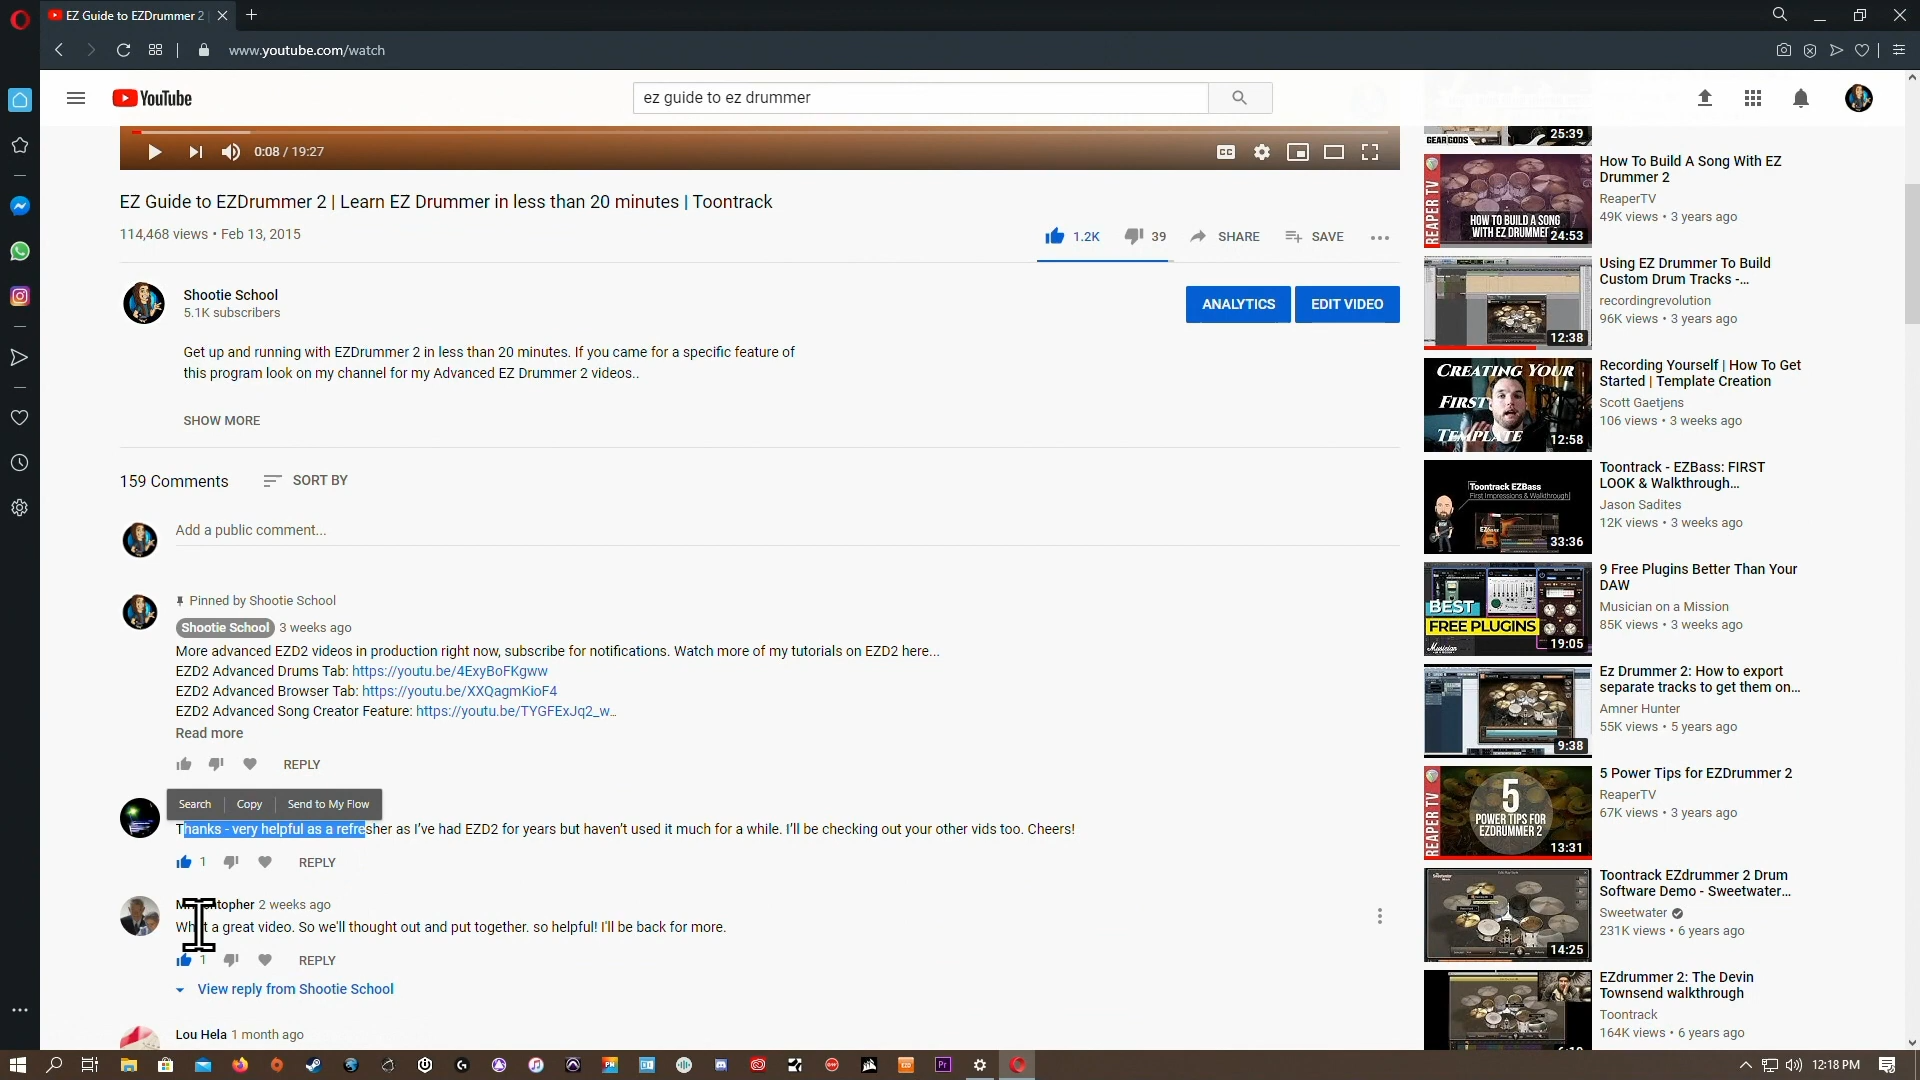 EZ Guide to EZDrummer 2
www.youtube.com/watch
YouTube
ez guide to ez drummer
0:08 / 19:27
CC
EZ Guide to EZDrummer 2 | Learn EZ Drummer in less than 20 minutes | Toontrack
114,468 views • Feb 13, 2015
1.2K
39
SHARE
SAVE
Shootie School
5.1K subscribers
ANALYTICS
EDIT VIDEO
Get up and running with EZDrummer 2 in less than 20 minutes. If you came for a specific feature of
this program look on my channel for my Advanced EZ Drummer 2 videos..
SHOW MORE
159 Comments
SORT BY
Add a public comment...
Pinned by Shootie School
Shootie School 3 weeks ago
More advanced EZD2 videos in production right now, subscribe for notifications. Watch more of my tutorials on EZD2 here...
EZD2 Advanced Drums Tab: https://youtu.be/4ExyBoFKgww
EZD2 Advanced Browser Tab: https://youtu.be/XXQagmKioF4
EZD2 Advanced Song Creator Feature: https://youtu.be/TYGFExJq2_w...
Read more
REPLY
Search
Copy
Send to My Flow
Thanks - very helpful as a refresher as I've had EZD2 for years but haven't used it much for a while. I'll be checking out your other vids too. Cheers!
1
REPLY
2 weeks ago
What a great video. So we'll thought out and put together. so helpful! I'll be back for more.
1
REPLY
View reply from Shootie School
Lou Hela 1 month ago
GEAR GODS
25:39
REAPER TV
HOW TO BUILD A SONG
WITH EZ DRUMMER
24:53
How To Build A Song With EZ
Drummer 2
ReaperTV
49K views • 3 years ago
12:38
Using EZ Drummer To Build
Custom Drum Tracks -...
recordingrevolution
96K views • 3 years ago
CREATING YOUR
FIRST
TEMPLATE
12:58
Recording Yourself | How To Get
Started | Template Creation
Scott Gaetjens
106 views • 3 weeks ago
Toontrack EZBass
First Impressions & Walkthrough
33:36
Toontrack - EZBass: FIRST
LOOK & Walkthrough...
Jason Sadites
12K views • 3 weeks ago
BEST
FREE PLUGINS
Musician
19:05
9 Free Plugins Better Than Your
DAW
Musician on a Mission
85K views • 3 weeks ago
9:38
Ez Drummer 2: How to export
separate tracks to get them on...
Amner Hunter
55K views • 5 years ago
REAPER TV
5
POWER TIPS FOR
EZDRUMMER 2
13:31
5 Power Tips for EZDrummer 2
ReaperTV
67K views • 3 years ago
14:25
Toontrack EZdrummer 2 Drum
Software Demo - Sweetwater...
Sweetwater
231K views • 6 years ago
EZdrummer 2: The Devin
Townsend walkthrough
Toontrack
164K views • 6 years ago
Pr
12:18 PM